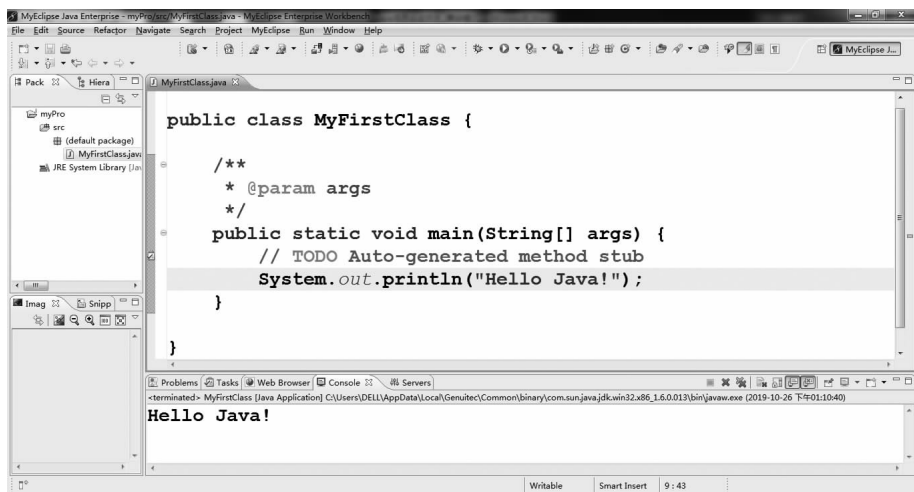 MyEclipse Java Enterprise - myPro/src/MyFirstClass.java - MyEclipse Enterprise Workbench
File Edit Source Refactor Navigate Search Project MyEclipse Run Window Help
MyEclipse J...
Pack Hiera
MyFirstClass.java
myPro
src
(default package)
MyFirstClass.java
JRE System Library [Ja
public class MyFirstClass {
/**
* @param args
*/
public static void main(String[] args) {
// TODO Auto-generated method stub
System.out.println("Hello Java!");
}
}
Imag Snipp
Problems Tasks Web Browser Console Servers
<terminated> MyFirstClass [Java Application] C:\Users\DELL\AppData\Local\Genuitec\Common\binary\com.sun.java.jdk.win32.x86_1.6.0.013\bin\javaw.exe (2019-10-26 下午01:10:40)
Hello Java!
Writable Smart Insert 9 : 43